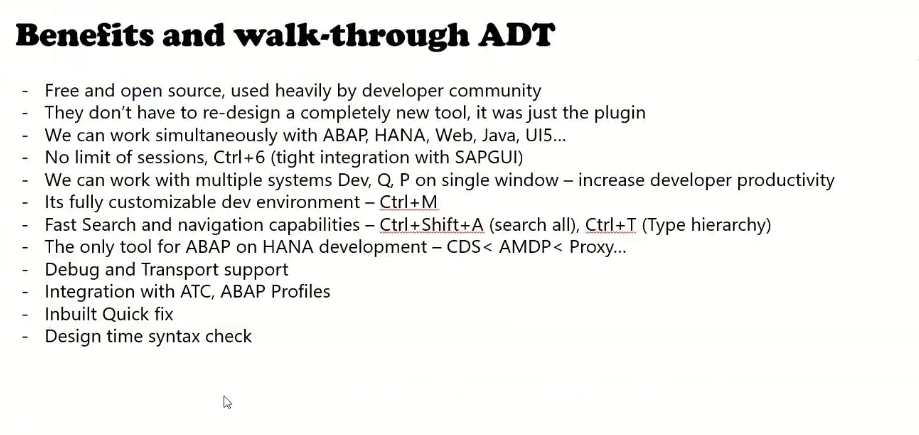 Benefits and walk-through ADT
- Free and open source, used heavily by developer community
- They don't have to re-design a completely new tool, it was just the plugin
- We can work simultaneously with ABAP, HANA, Web, Java, UI5...
- No limit of sessions, Ctrl+6 (tight integration with SAPGUI)
- We can work with multiple systems Dev, Q, P on single window – increase developer productivity
- Its fully customizable dev environment – Ctrl+M
- Fast Search and navigation capabilities – Ctrl+Shift+A (search all), Ctrl+T (Type hierarchy)
- The only tool for ABAP on HANA development – CDS< AMDP< Proxy...
- Debug and Transport support
- Integration with ATC, ABAP Profiles
- Inbuilt Quick fix
- Design time syntax check